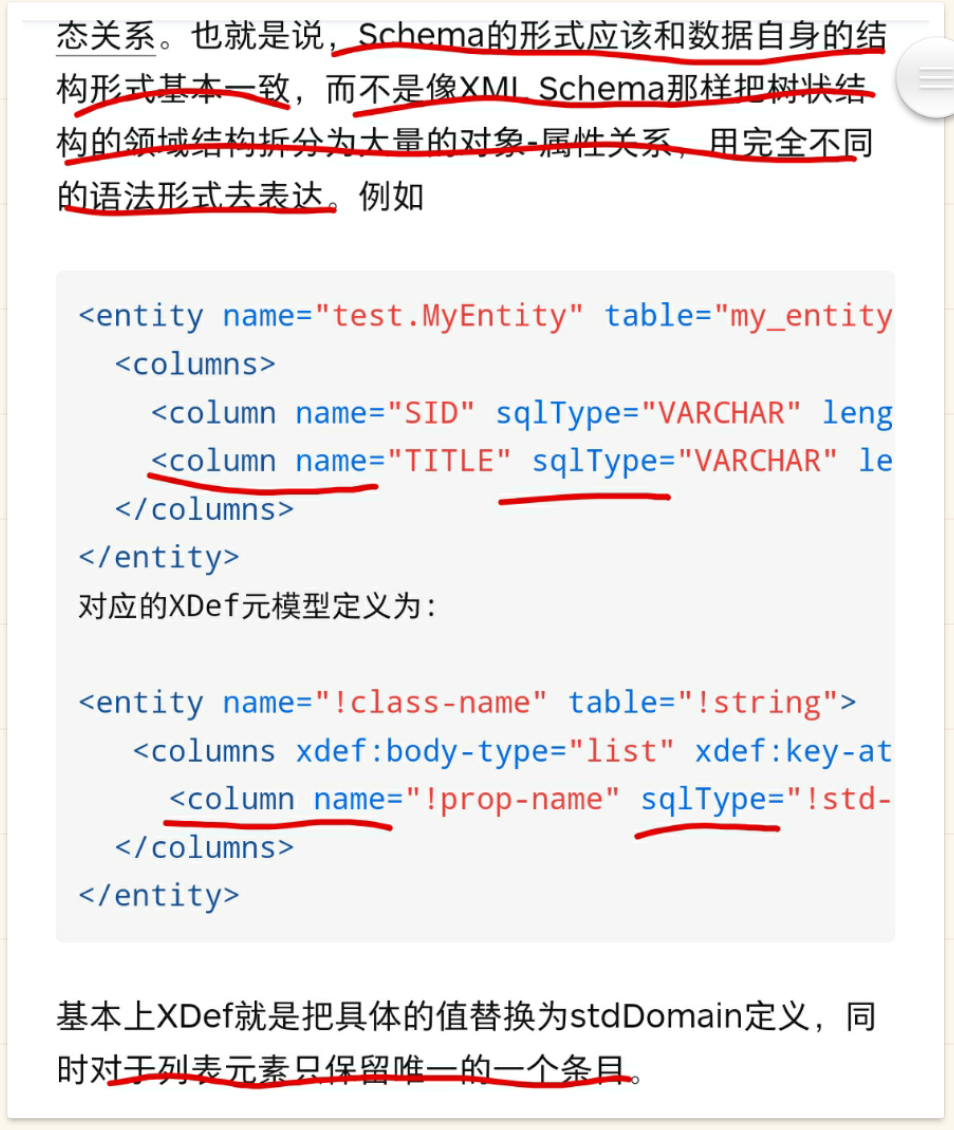 态关系。也就是说，Schema的形式应该和数据自身的结
构形式基本一致，而不是像XML Schema那样把树状结
构的领域结构拆分为大量的对象-属性关系，用完全不同
的语法形式去表达。例如
<entity name="test.MyEntity" table="my_entity
<columns>
<column name="SID" sqlType="VARCHAR" leng
<column name="TITLE" sqlType="VARCHAR" le
</columns>
</entity>
对应的XDef元模型定义为：
<entity name="!class-name" table="!string">
<columns xdef:body-type="list" xdef:key-at
<column name="!prop-name" sqlType="!std-
</columns>
</entity>
基本上XDef就是把具体的值替换为stdDomain定义，同
时对于列表元素只保留唯一的一个条目。